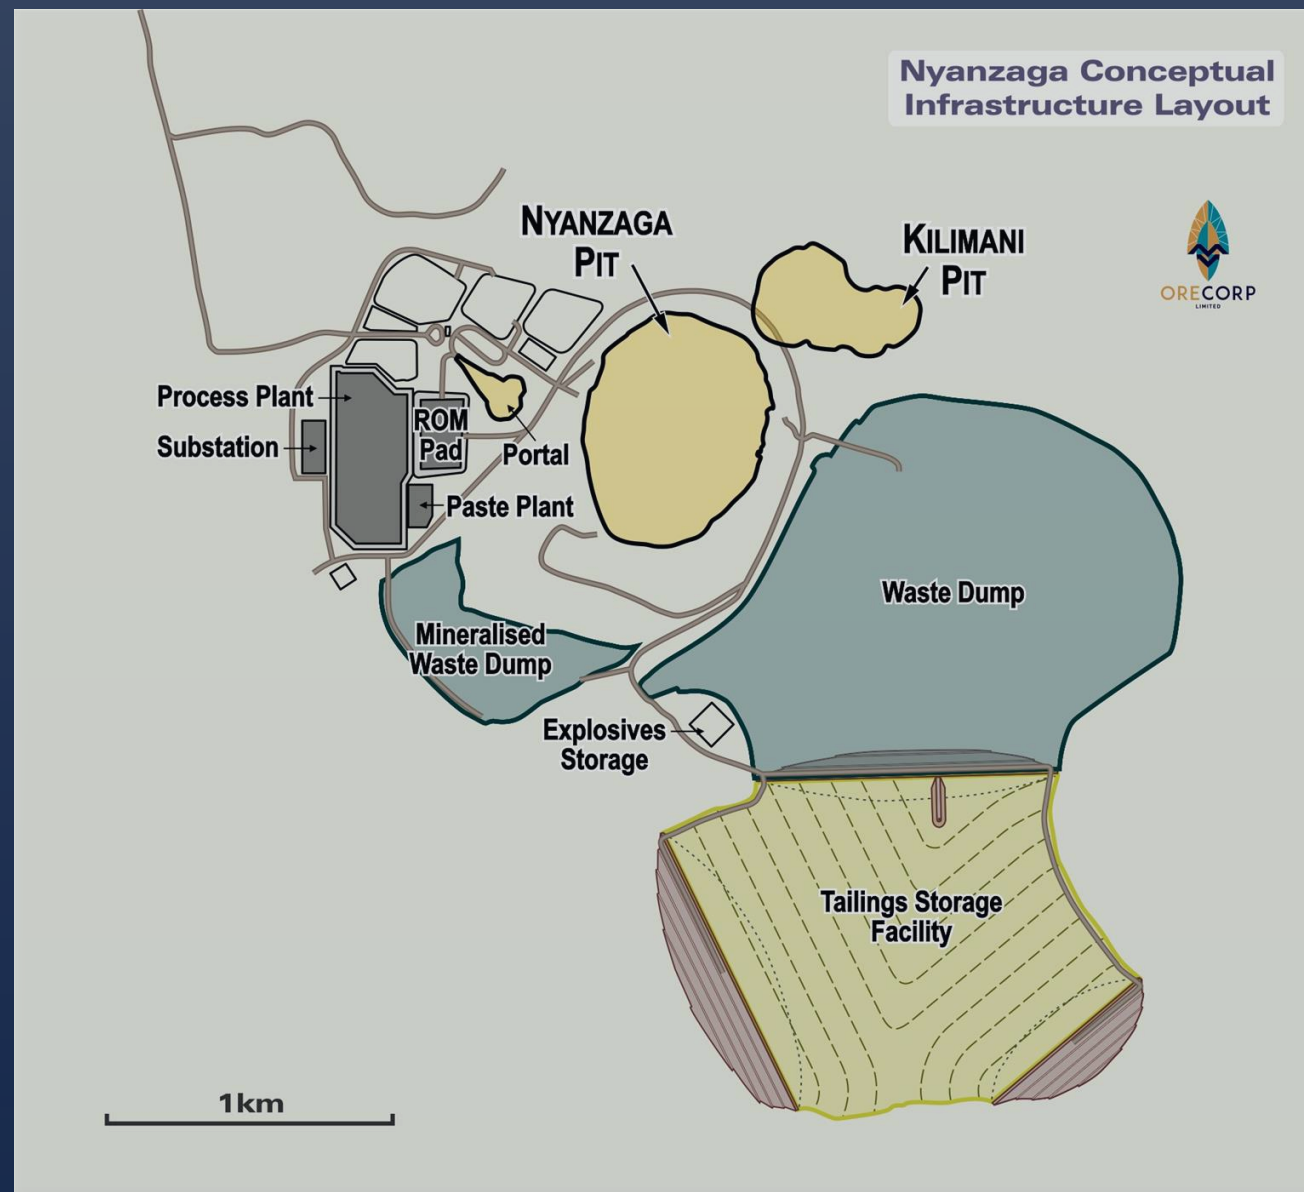 Nyanzaga Conceptual
Infrastructure Layout
NYANZAGA
PIT
KILIMANI
PIT
ORECORP
LIMITED
Process Plant
ROM
Pad
Substation
Portal
Paste Plant
Waste Dump
Mineralised
Waste Dump
Explosives
Storage
Tailings Storage
Facility
1km